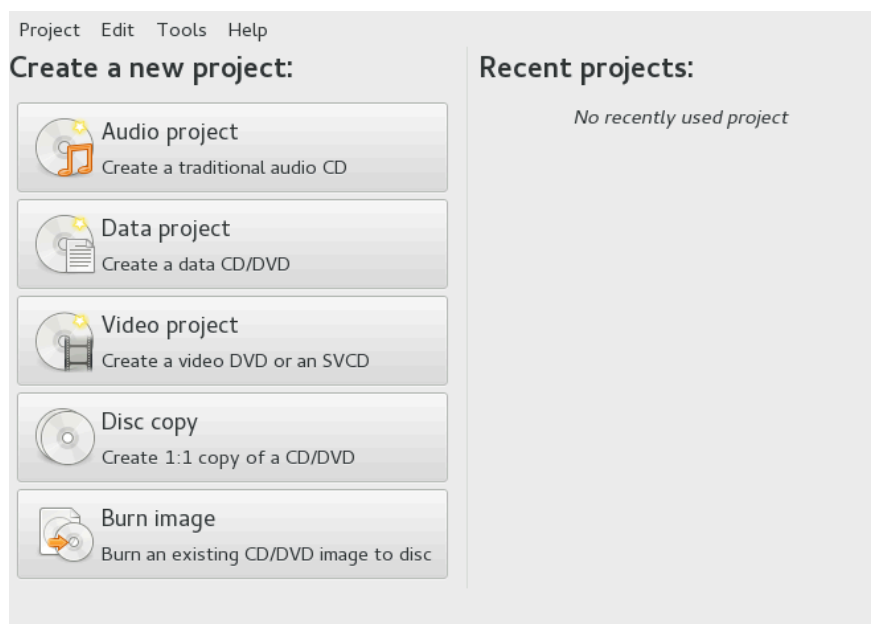 Project Edit Tools Help
Create a new project:
Audio project
Create a traditional audio CD
Data project
Create a data CD/DVD
Video project
Create a video DVD or an SVCD
Disc copy
Create 1:1 copy of a CD/DVD
Burn image
Burn an existing CD/DVD image to disc
Recent projects:
No recently used project